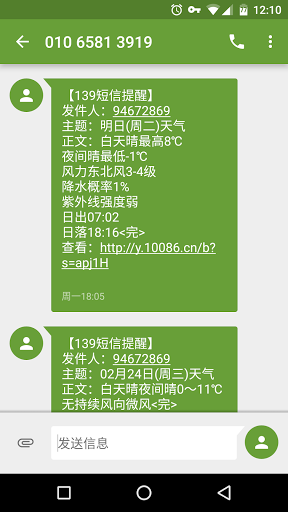 12:10
010 6581 3919
【139短信提醒】
发件人：94672869
主题：明日(周二)天气
正文：白天晴最高8℃
夜间晴最低-1℃
风力东北风3-4级
降水概率1%
紫外线强度弱
日出07:02
日落18:16<完>
查看：http://y.10086.cn/b?
s=apj1H
周一18:05
【139短信提醒】
发件人：94672869
主题：02月24日(周三)天气
正文：白天晴夜间晴0～11℃
无持续风向微风<完>
发送信息